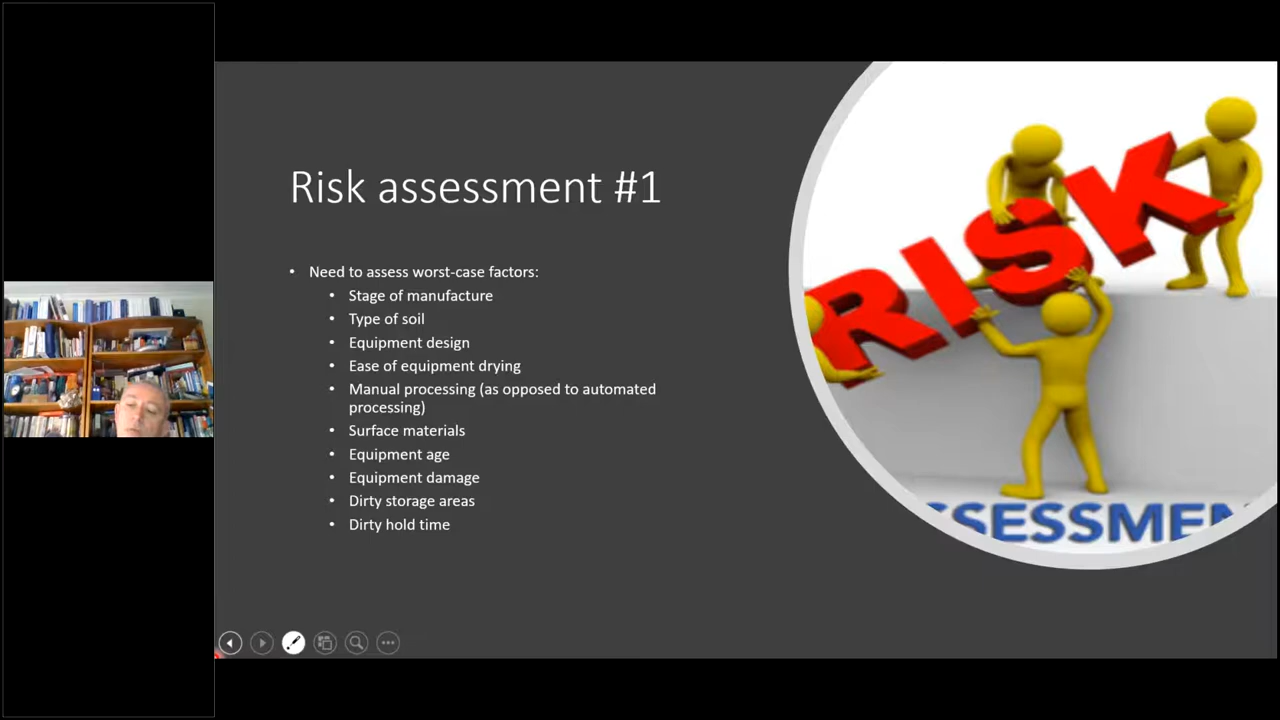 Risk assessment #1
• Need to assess worst-case factors:
• Stage of manufacture
• Type of soil
• Equipment design
• Ease of equipment drying
• Manual processing (as opposed to automated
processing)
• Surface materials
• Equipment age
• Equipment damage
• Dirty storage areas
• Dirty hold time
RISK
SSESSMEN